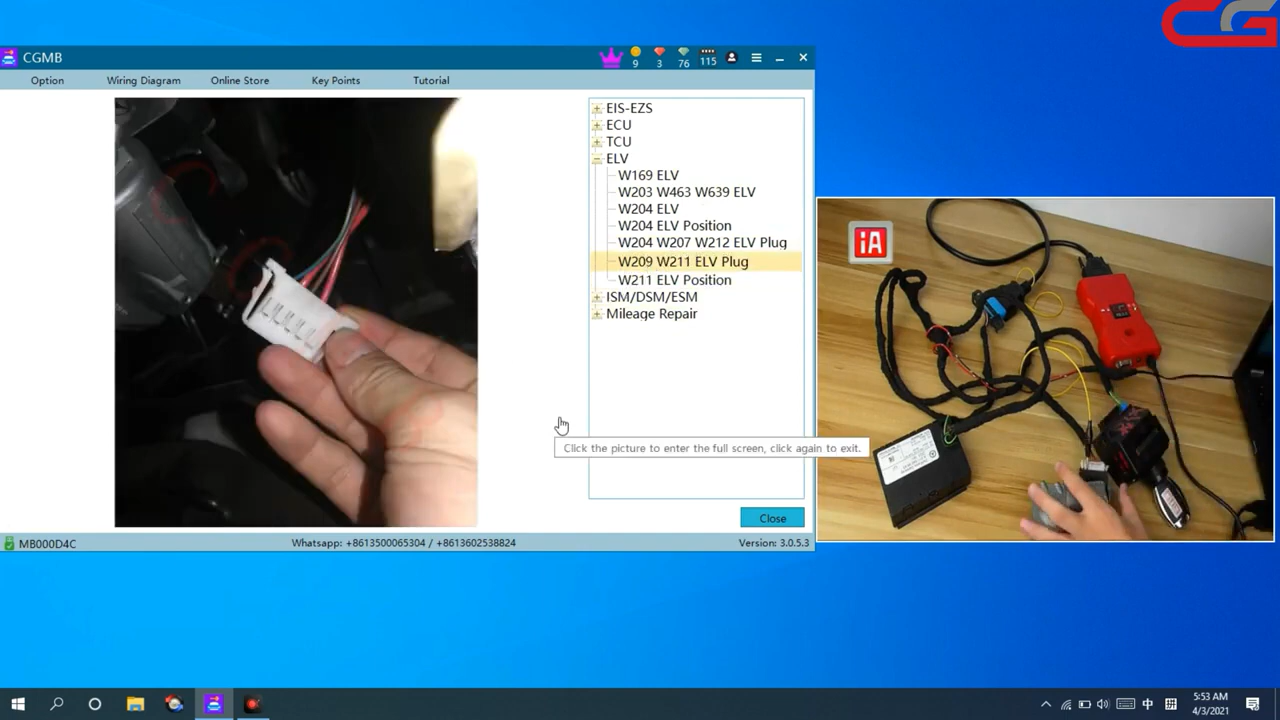 CG
CGMB
9
3
76
115
Option
Wiring Diagram
Online Store
Key Points
Tutorial
EIS-EZS
ECU
TCU
ELV
W169 ELV
W203 W463 W639 ELV
W204 ELV
W204 ELV Position
W204 W207 W212 ELV Plug
W209 W211 ELV Plug
W211 ELV Position
ISM/DSM/ESM
Mileage Repair
iA
Click the picture to enter the full screen, click again to exit.
Close
MB000D4C
Whatsapp: +8613500065304 / +8613602538824
Version: 3.0.5.3
中
5:53 AM
4/3/2021